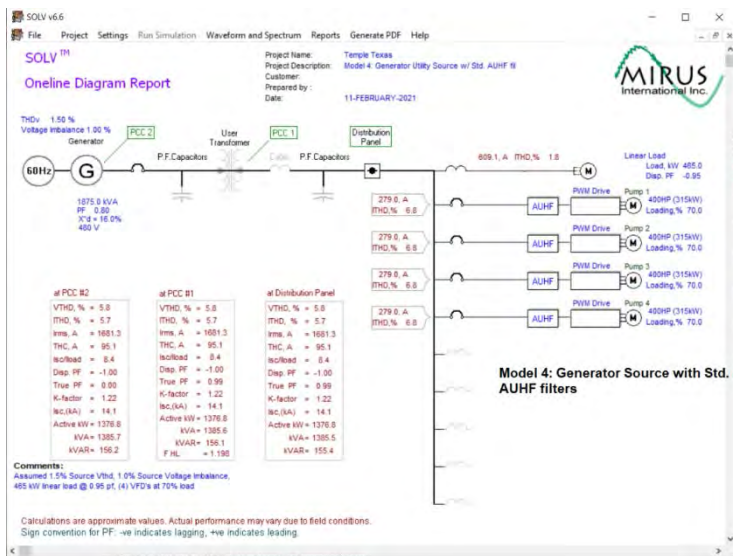 SOLV v6.6
File Project Settings Run Simulation Waveform and Spectrum Reports Generate PDF Help
SOLV TM
Oneline Diagram Report
Project Name: Temple Texas
Project Description: Model 4: Generator Utility Source w/ Std. AUHF fil
Customer:
Prepared by :
Date: 11-FEBRUARY-2021
MIRUS
International Inc.
THDv 1.50 %
Voltage Imbalance 1.00 %
Generator
PCC 2
User Transformer
PCC 1
Distribution Panel
P.F.Capacitors
Cable
P.F.Capacitors
60Hz
G
1875.0 kVA
PF 0.80
X"d = 16.0%
480 V
609.1, A ITHD,% 1.8
M
Linear Load
Load, kW 465.0
Disp. PF -0.95
279.0, A
ITHD,% 6.8
AUHF
PWM Drive
M
Pump 1
400HP (315kW)
Loading,% 70.0
279.0, A
ITHD,% 6.8
AUHF
PWM Drive
M
Pump 2
400HP (315kW)
Loading,% 70.0
279.0, A
ITHD,% 6.8
AUHF
PWM Drive
M
Pump 3
400HP (315kW)
Loading,% 70.0
279.0, A
ITHD,% 6.8
AUHF
PWM Drive
M
Pump 4
400HP (315kW)
Loading,% 70.0
at PCC #2
VTHD, % = 5.8
ITHD, % = 5.7
Irms, A = 1681.3
THC, A = 95.1
Isc/Iload = 8.4
Disp. PF = -1.00
True PF = 0.00
K-factor = 1.22
Isc,(kA) = 14.1
Active kW = 1376.8
kVA = 1385.7
kVAR = 156.2
at PCC #1
VTHD, % = 5.8
ITHD, % = 5.7
Irms, A = 1681.3
THC, A = 95.1
Isc/Iload = 8.4
Disp. PF = -1.00
True PF = 0.99
K-factor = 1.22
Isc,(kA) = 14.1
Active kW = 1376.8
kVA = 1385.6
kVAR = 156.1
F HL = 1.198
at Distribution Panel
VTHD, % = 5.8
ITHD, % = 5.7
Irms, A = 1681.3
THC, A = 95.1
Isc/Iload = 8.4
Disp. PF = -1.00
True PF = 0.99
K-factor = 1.22
Isc,(kA) = 14.1
Active kW = 1376.8
kVA = 1385.5
kVAR = 155.4
Model 4: Generator Source with Std.
AUHF filters
Comments:
Assumed 1.5% Source Vthd, 1.0% Source Voltage Imbalance,
465 kW linear load @ 0.95 pf, (4) VFD's at 70% load
Calculations are approximate values. Actual performance may vary due to field conditions.
Sign convention for PF: -ve indicates lagging, +ve indicates leading.